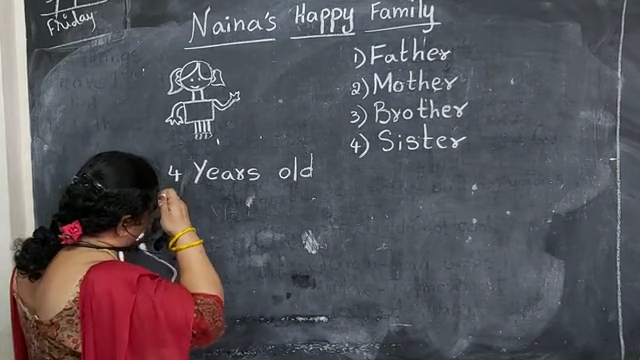 Friday
Naina's Happy Family
1) Father
2) Mother
3) Brother
4) Sister
4 Years old